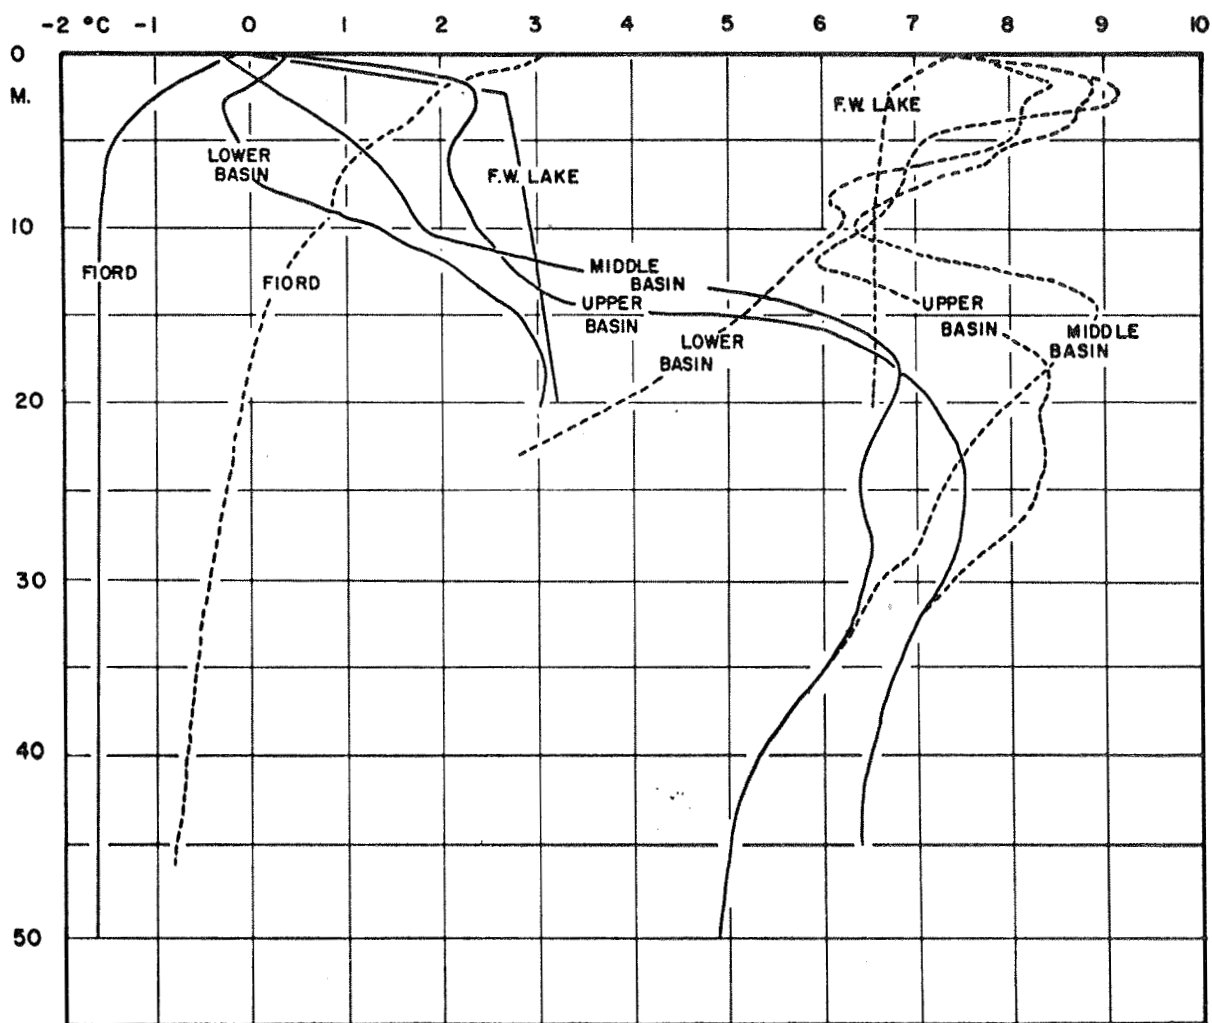 -2 °C -1 0 1 2 3 4 5 6 7 8 9 10
0
M.
F.W. LAKE
LOWER
BASIN
F.W. LAKE
10
FIORD
FIORD
MIDDLE
BASIN
UPPER
BASIN
UPPER
BASIN
MIDDLE
BASIN
LOWER
BASIN
20
30
40
50